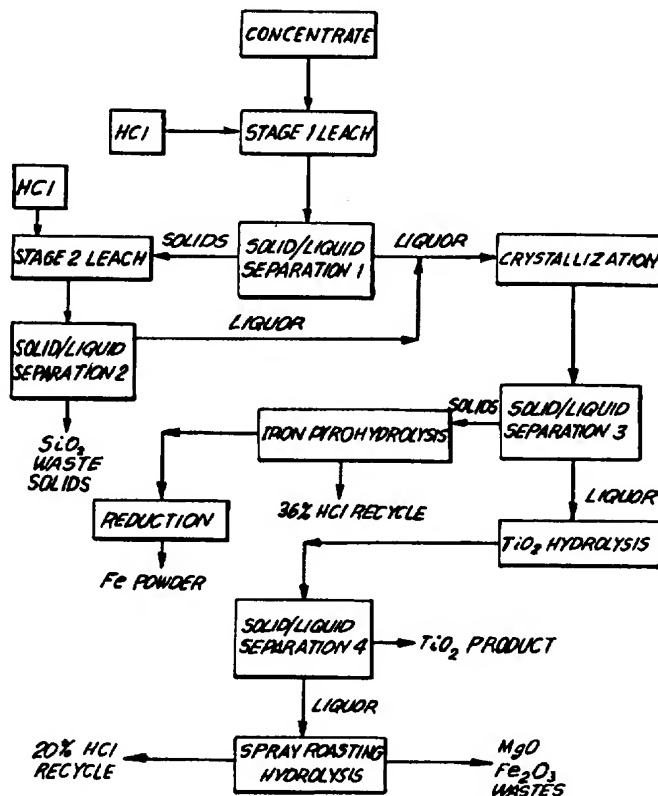 CONCENTRATE
HCl
STAGE 1 LEACH
HCl
STAGE 2 LEACH
SOLIDS
SOLID/LIQUID
SEPARATION 1
LIQUOR
CRYSTALLIZATION
SOLID/LIQUID
SEPARATION 2
LIQUOR
SiO2
WASTE
SOLIDS
IRON PYROHYDROLYSIS
SOLIDS
SOLID/LIQUID
SEPARATION 3
REDUCTION
36% HCl RECYCLE
LIQUOR
Fe POWDER
TiO2 HYDROLYSIS
SOLID/LIQUID
SEPARATION 4
TiO2 PRODUCT
LIQUOR
20% HCl
RECYCLE
SPRAY ROASTING
HYDROLYSIS
MgO
Fe2O3
WASTES